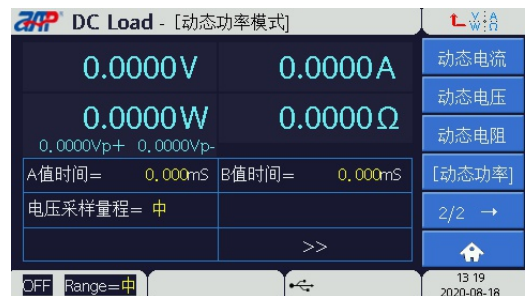 ZAP DC Load - [动态功率模式]
0.0000V 0.0000A
0.0000W 0.0000Ω
0.0000Vp+ 0.0000Vp-
A值时间= 0.000mS B值时间= 0.000mS
电压采样量程= 中
>>
OFF Range=中
动态电流
动态电压
动态电阻
[动态功率]
2/2 →
13 19
2020-08-18